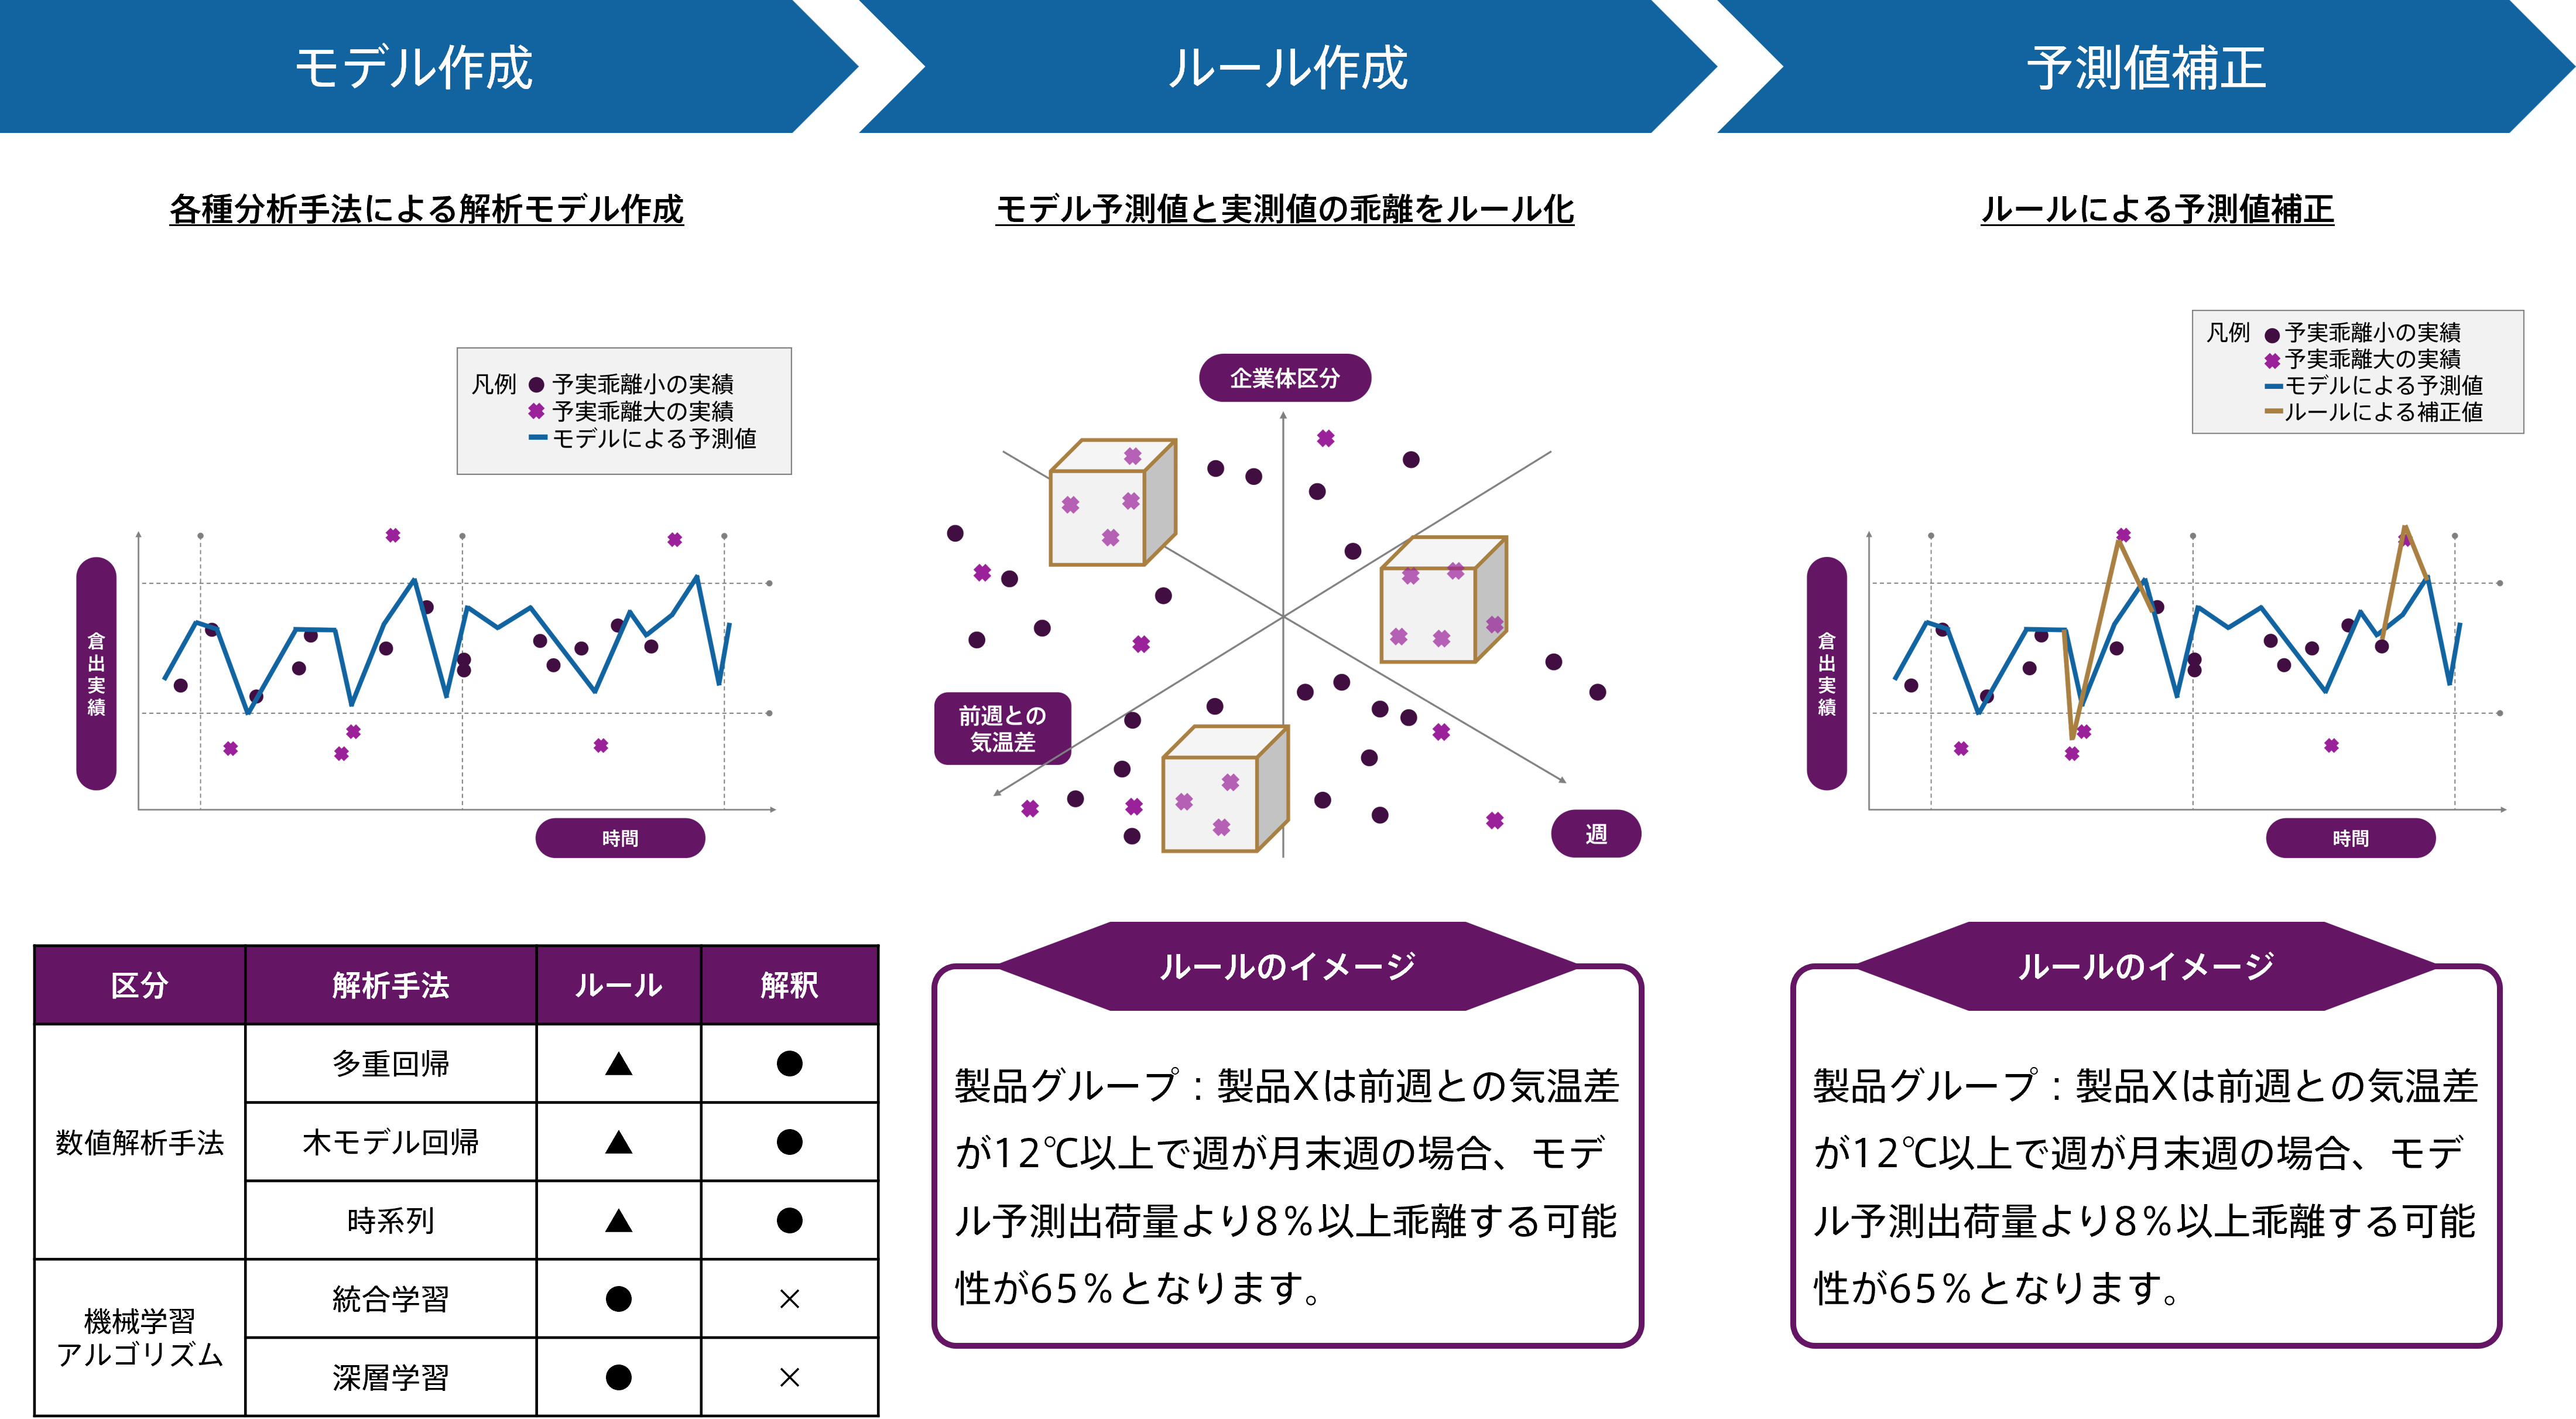 モデル作成
ルール作成
予測値補正
各種分析手法による解析モデル作成
凡例
予実乖離小の実績
予実乖離大の実績
モデルによる予測値
倉出実績
時間
区分 解析手法 ルール 解釈
数値解析手法
多重回帰 ▲ ●
木モデル回帰 ▲ ●
時系列 ▲ ●
機械学習
アルゴリズム
統合学習 ● ×
深層学習 ● ×
モデル予測値と実測値の乖離をルール化
企業体区分
前週との
気温差
週
ルールのイメージ
製品グループ：製品Xは前週との気温差
が12℃以上で週が月末週の場合、モデ
ル予測出荷量より8％以上乖離する可能
性が65％となります。
ルールによる予測値補正
凡例
予実乖離小の実績
予実乖離大の実績
モデルによる予測値
ルールによる補正値
倉出実績
時間
ルールのイメージ
製品グループ：製品Xは前週との気温差
が12℃以上で週が月末週の場合、モデ
ル予測出荷量より8％以上乖離する可能
性が65％となります。